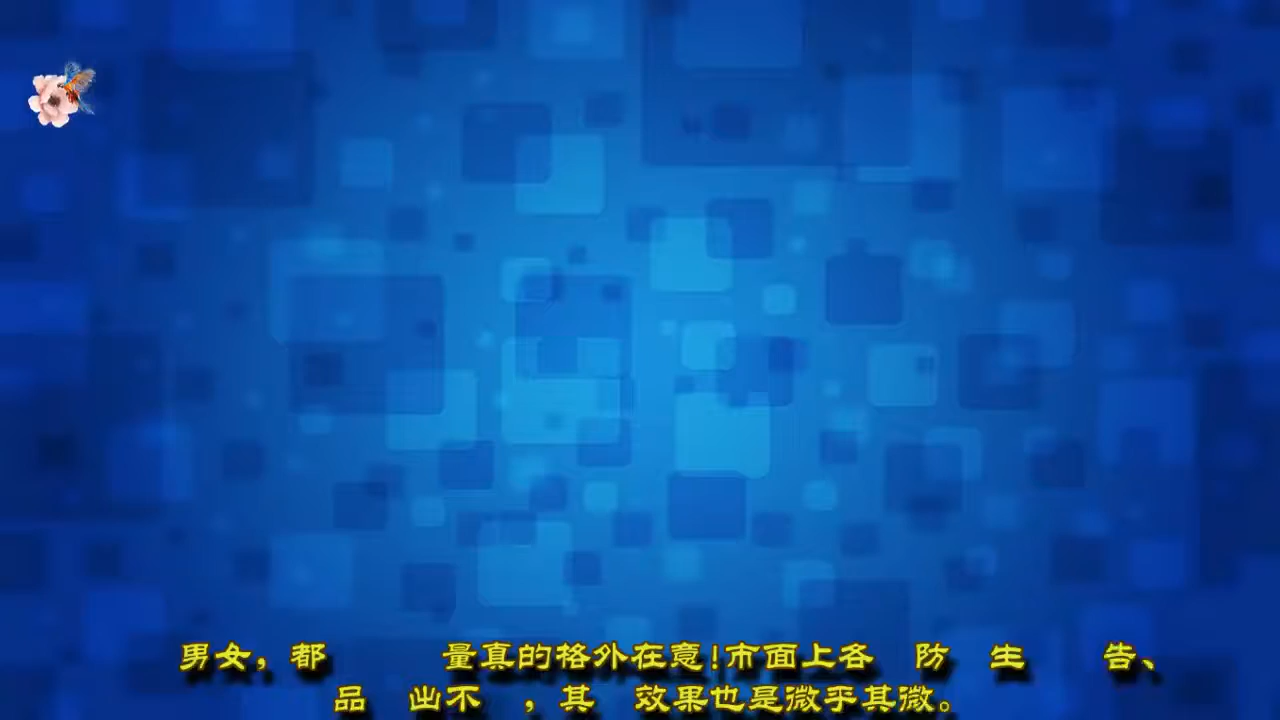 男女，都 量真的格外在意！市面上各 防 生 告、
品 出不 ，其 效果也是微乎其微。